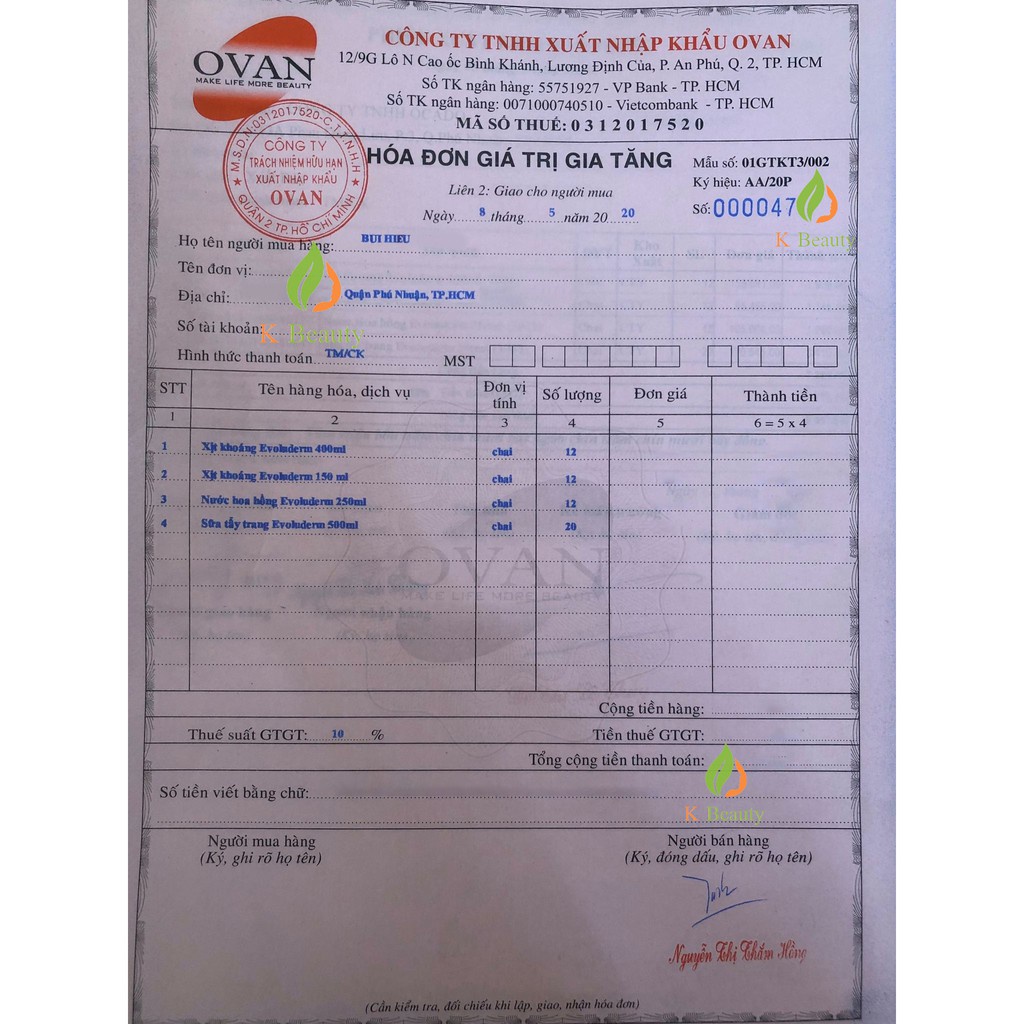 OVAN
MAKE LIFE MORE BEAUTY
CÔNG TY TNHH XUẤT NHẬP KHẨU OVAN
12/9G Lô N Cao ốc Bình Khánh, Lương Định Của, P. An Phú, Q. 2, TP. HCM
Số TK ngân hàng: 55751927 - VP Bank - TP. HCM
Số TK ngân hàng: 0071000740510 - Vietcombank - TP. HCM
MÃ SỐ THUẾ: 0312017520
M.S.D.N:0312017520-C.T.T.N.H.H
CÔNG TY
TRÁCH NHIỆM HỮU HẠN
XUẤT NHẬP KHẨU
OVAN
QUẬN 2 TP. HỒ CHÍ MINH
HÓA ĐƠN GIÁ TRỊ GIA TĂNG
Liên 2: Giao cho người mua
Ngày 8 tháng 5 năm 20 20
Mẫu số: 01GTKT3/002
Ký hiệu: AA/20P
Số: 000047
K Beauty
Họ tên người mua hàng: BUI HIEU
Tên đơn vị:
Địa chỉ: Quận Phú Nhuận, TP.HCM
Số tài khoản:
K Beauty
Hình thức thanh toán TM/CK MST
STT Tên hàng hóa, dịch vụ Đơn vị tính Số lượng Đơn giá Thành tiền
1 2 3 4 5 6 = 5 x 4
1 Xịt khoáng Evoluderm 400ml chai 12
2 Xịt khoáng Evoluderm 150 ml chai 12
3 Nước hoa hồng Evoluderm 250ml chai 12
4 Sữa tẩy trang Evoluderm 500ml chai 20
OVAN
MAKE LIFE MORE BEAUTY
Cộng tiền hàng:
Thuế suất GTGT: 10 % Tiền thuế GTGT:
Tổng cộng tiền thanh toán:
Số tiền viết bằng chữ:
K Beauty
Người mua hàng Người bán hàng
(Ký, ghi rõ họ tên) (Ký, đóng dấu, ghi rõ họ tên)
Nguyễn Thị Thắm Hồng
(Cần kiểm tra, đối chiếu khi lập, giao, nhận hóa đơn)